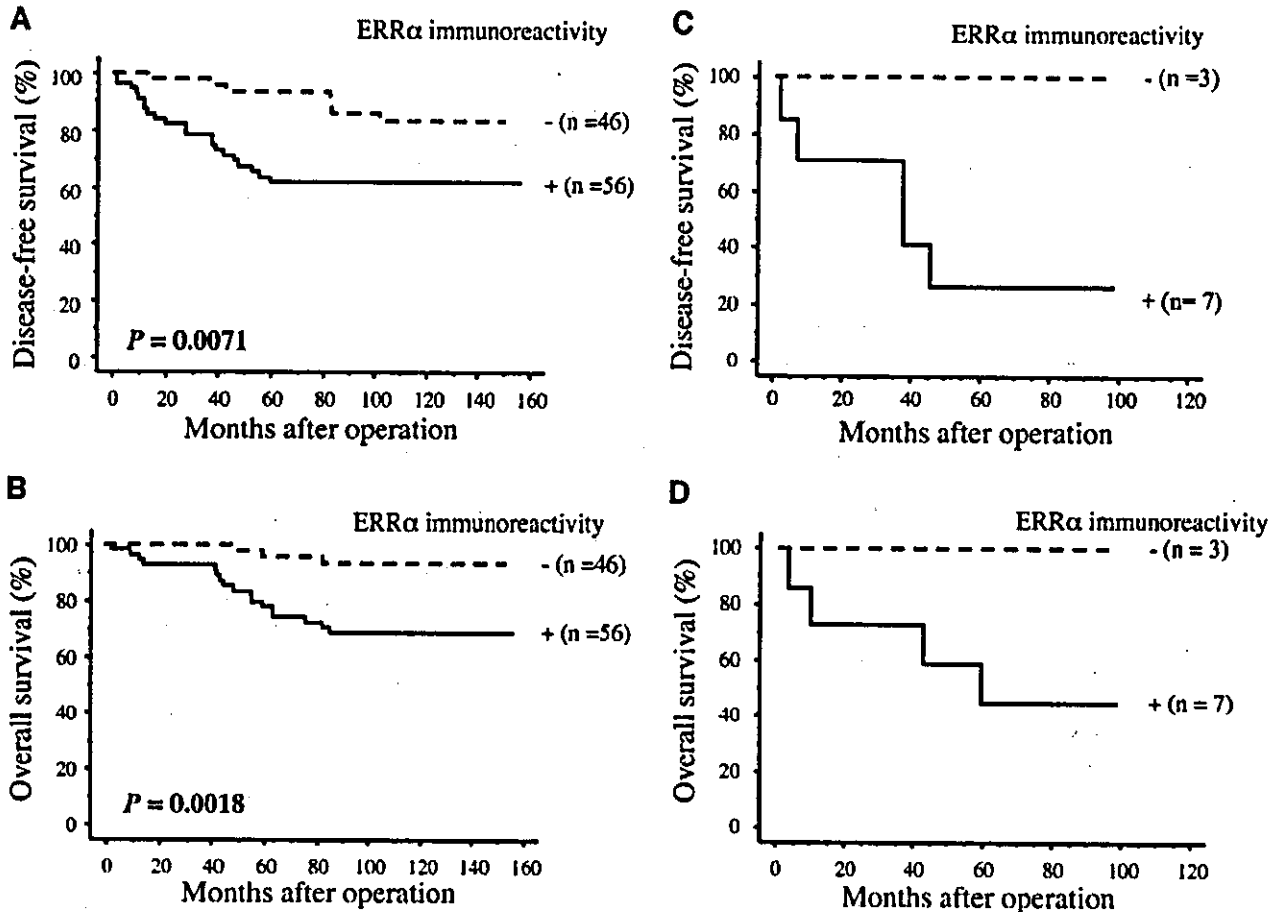 A
ERRα immunoreactivity
Disease-free survival (%)
100
80
60
40
20
0
- (n =46)
+ (n =56)
P = 0.0071
0 20 40 60 80 100 120 140 160
Months after operation
B
ERRα immunoreactivity
Overall survival (%)
100
80
60
40
20
0
- (n =46)
+ (n =56)
P = 0.0018
0 20 40 60 80 100 120 140 160
Months after operation
C
ERRα immunoreactivity
Disease-free survival (%)
100
80
60
40
20
0
- (n =3)
+ (n= 7)
0 20 40 60 80 100 120
Months after operation
D
ERRα immunoreactivity
Overall survival (%)
100
80
60
40
20
0
- (n = 3)
+ (n = 7)
0 20 40 60 80 100 120
Months after operation